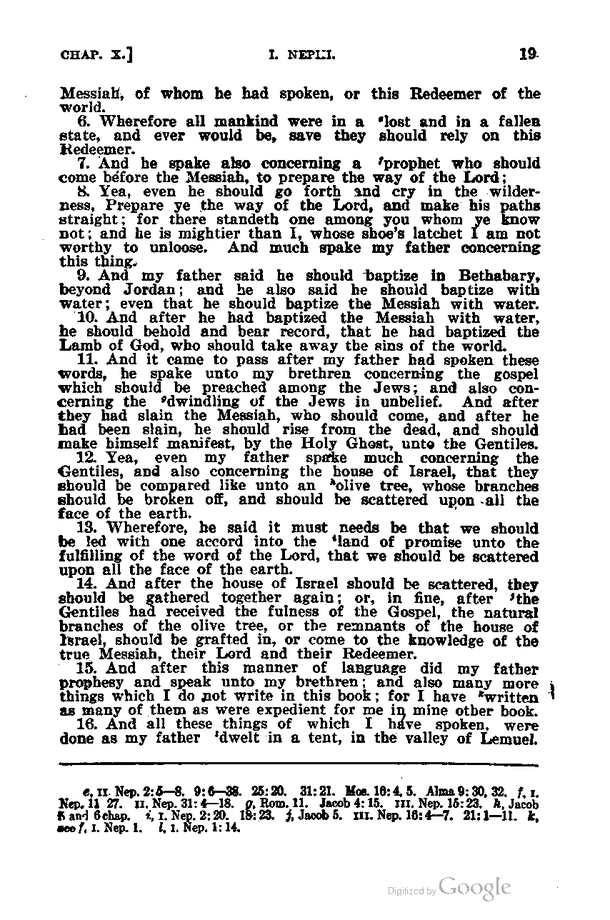 CHAP. X.] I. NEPHI. 19
Messiah, of whom he had spoken, or this Redeemer of the
world.
6. Wherefore all mankind were in a ᵉlost and in a fallen
state, and ever would be, save they should rely on this
Redeemer.
7. And he spake also concerning a ᶠprophet who should
come before the Messiah, to prepare the way of the Lord;
8. Yea, even he should go forth and cry in the wilder-
ness, Prepare ye the way of the Lord, and make his paths
straight; for there standeth one among you whom ye know
not; and he is mightier than I, whose shoe's latchet I am not
worthy to unloose. And much spake my father concerning
this thing.
9. And my father said he should baptize in Bethabary,
beyond Jordan; and he also said he should baptize with
water; even that he should baptize the Messiah with water.
10. And after he had baptized the Messiah with water,
he should behold and bear record, that he had baptized the
Lamb of God, who should take away the sins of the world.
11. And it came to pass after my father had spoken these
words, he spake unto my brethren concerning the gospel
which should be preached among the Jews; and also con-
cerning the ᵍdwindling of the Jews in unbelief. And after
they had slain the Messiah, who should come, and after he
had been slain, he should rise from the dead, and should
make himself manifest, by the Holy Ghost, unto the Gentiles.
12. Yea, even my father spake much concerning the
Gentiles, and also concerning the house of Israel, that they
should be compared like unto an ʰolive tree, whose branches
should be broken off, and should be scattered upon all the
face of the earth.
13. Wherefore, he said it must needs be that we should
be led with one accord into the ⁱland of promise unto the
fulfilling of the word of the Lord, that we should be scattered
upon all the face of the earth.
14. And after the house of Israel should be scattered, they
should be gathered together again; or, in fine, after ʲthe
Gentiles had received the fulness of the Gospel, the natural
branches of the olive tree, or the remnants of the house of
Israel, should be grafted in, or come to the knowledge of the
true Messiah, their Lord and their Redeemer.
15. And after this manner of language did my father
prophesy and speak unto my brethren; and also many more
things which I do not write in this book; for I have ᵏwritten
as many of them as were expedient for me in mine other book.
16. And all these things of which I have spoken, were
done as my father ˡdwelt in a tent, in the valley of Lemuel.
e, II. Nep. 2:5—8. 9:6—38. 25:20. 31:21. Mos. 16:4, 5. Alma 9:30, 32. f, I.
Nep. 11 27. II. Nep. 31:4—18. g, Rom. 11. Jacob 4:15. III. Nep. 15:23. h, Jacob
5 and 6 chap. i, I. Nep. 2:20. 18:23. j, Jacob 5. III. Nep. 16:4—7. 21:1—11. k,
see f, I. Nep. 1. l, I. Nep. 1:14.
Digitized by Google